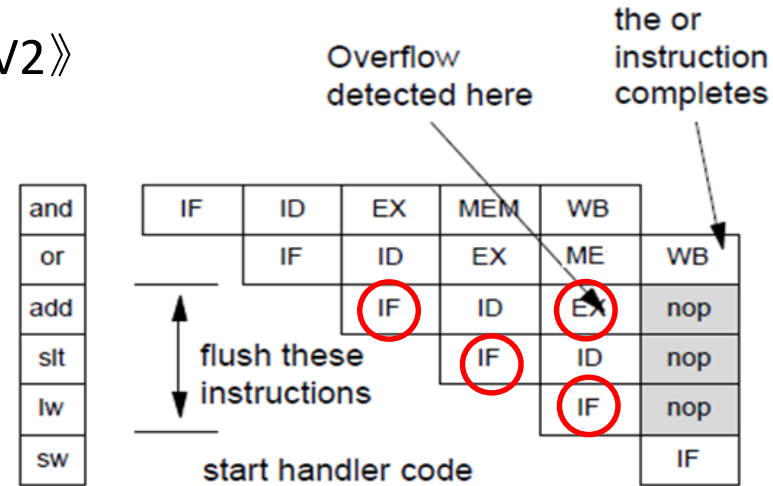 V2》
the or
instruction
completes
Overflow
detected here
and IF ID EX MEM WB
or IF ID EX ME WB
add IF ID EX nop
slt IF ID nop
lw IF nop
sw IF
flush these
instructions
start handler code